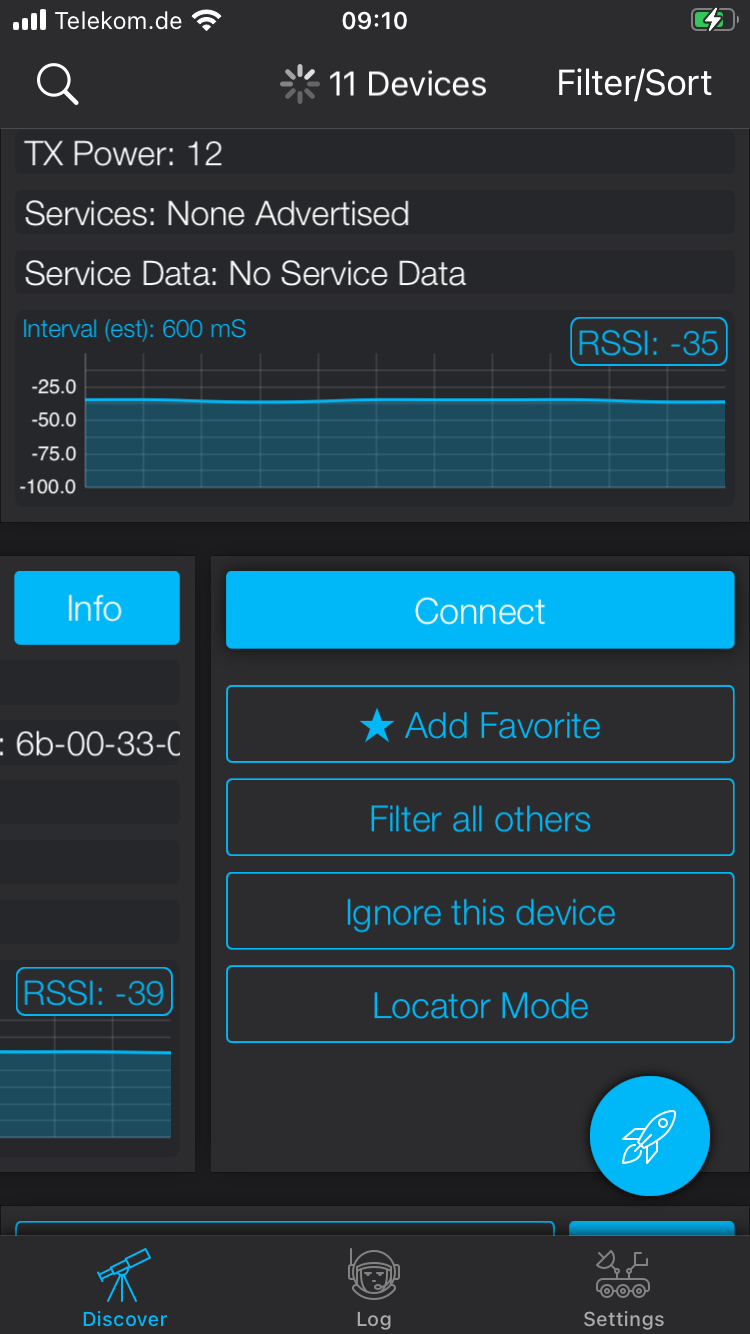 Telekom.de 09:10
11 Devices Filter/Sort
TX Power: 12
Services: None Advertised
Service Data: No Service Data
Interval (est): 600 mS
RSSI: -35
-25.0
-50.0
-75.0
-100.0
Info
: 6b-00-33-
RSSI: -39
Connect
Add Favorite
Filter all others
Ignore this device
Locator Mode
Discover Log Settings